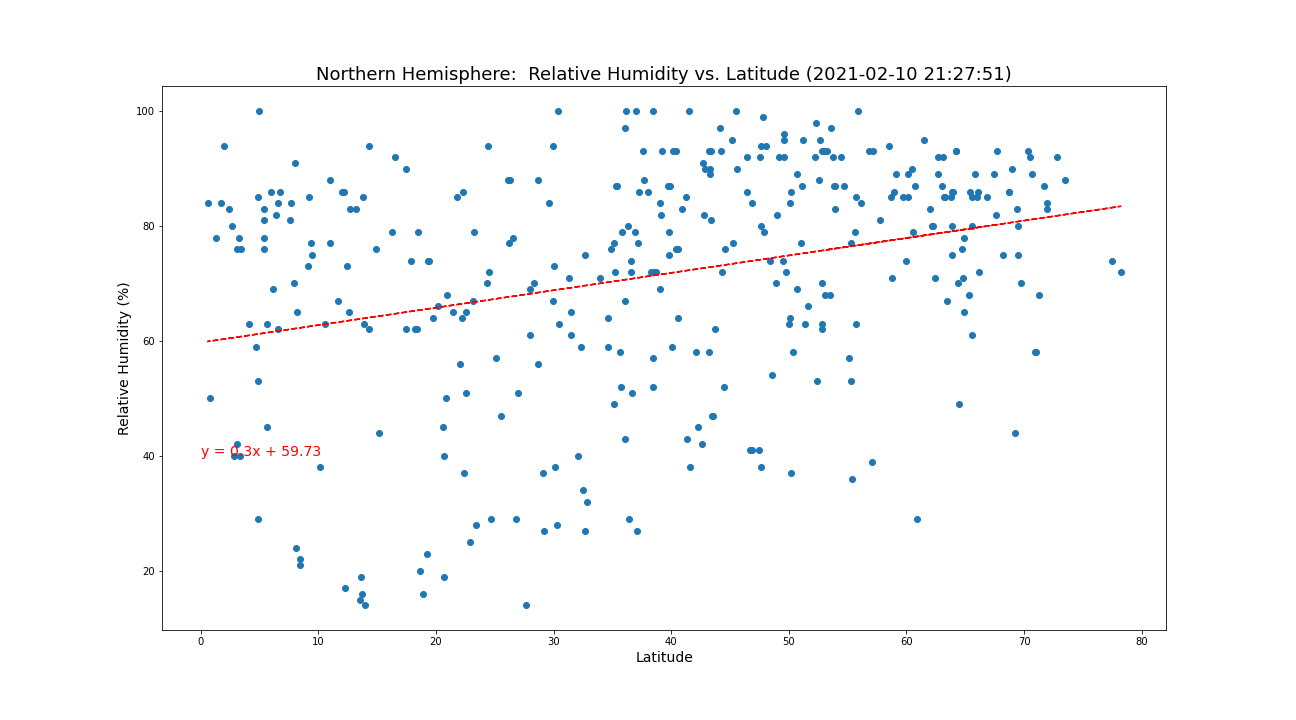 Northern Hemisphere:  Relative Humidity vs. Latitude (2021-02-10 21:27:51)
100
80
60
40
20
Relative Humidity (%)
y = 0.3x + 59.73
0 10 20 30 40 50 60 70 80
Latitude